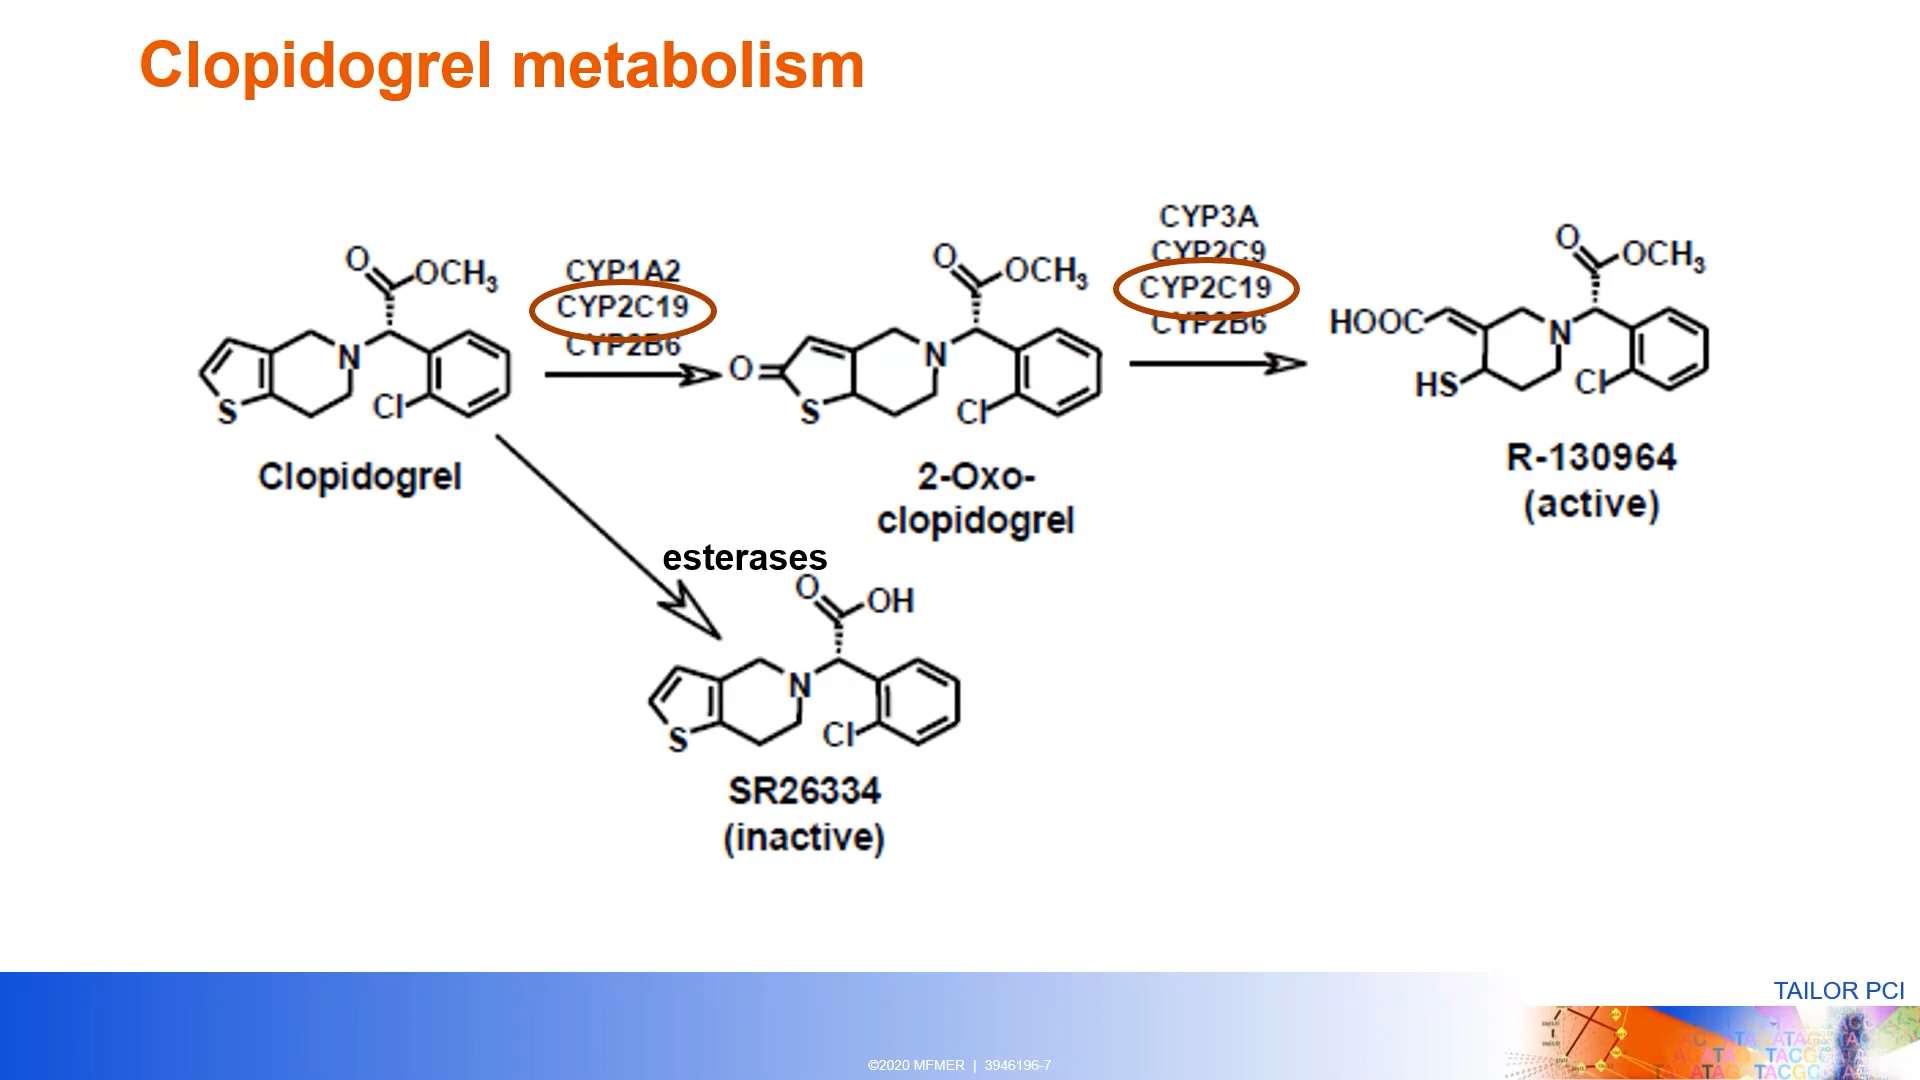 Clopidogrel metabolism
O
OCH3
N
S
Cl
Clopidogrel
CYP1A2
CYP2C19
CYP2B6
O
OCH3
N
O
S
Cl
2-Oxo-
clopidogrel
CYP3A
CYP2C9
CYP2C19
CYP2B6
O
OCH3
HOOC
N
HS
Cl
R-130964
(active)
esterases
O
OH
N
S
Cl
SR26334
(inactive)
TAILOR PCI
©2020 MFMER | 3946196-7